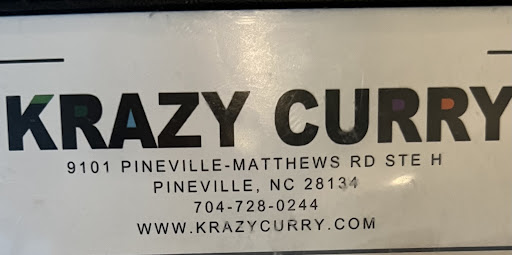 KRAZY CURRY
9101 PINEVILLE-MATTHEWS RD STE H
PINEVILLE, NC 28134
704-728-0244
WWW.KRAZYCURRY.COM